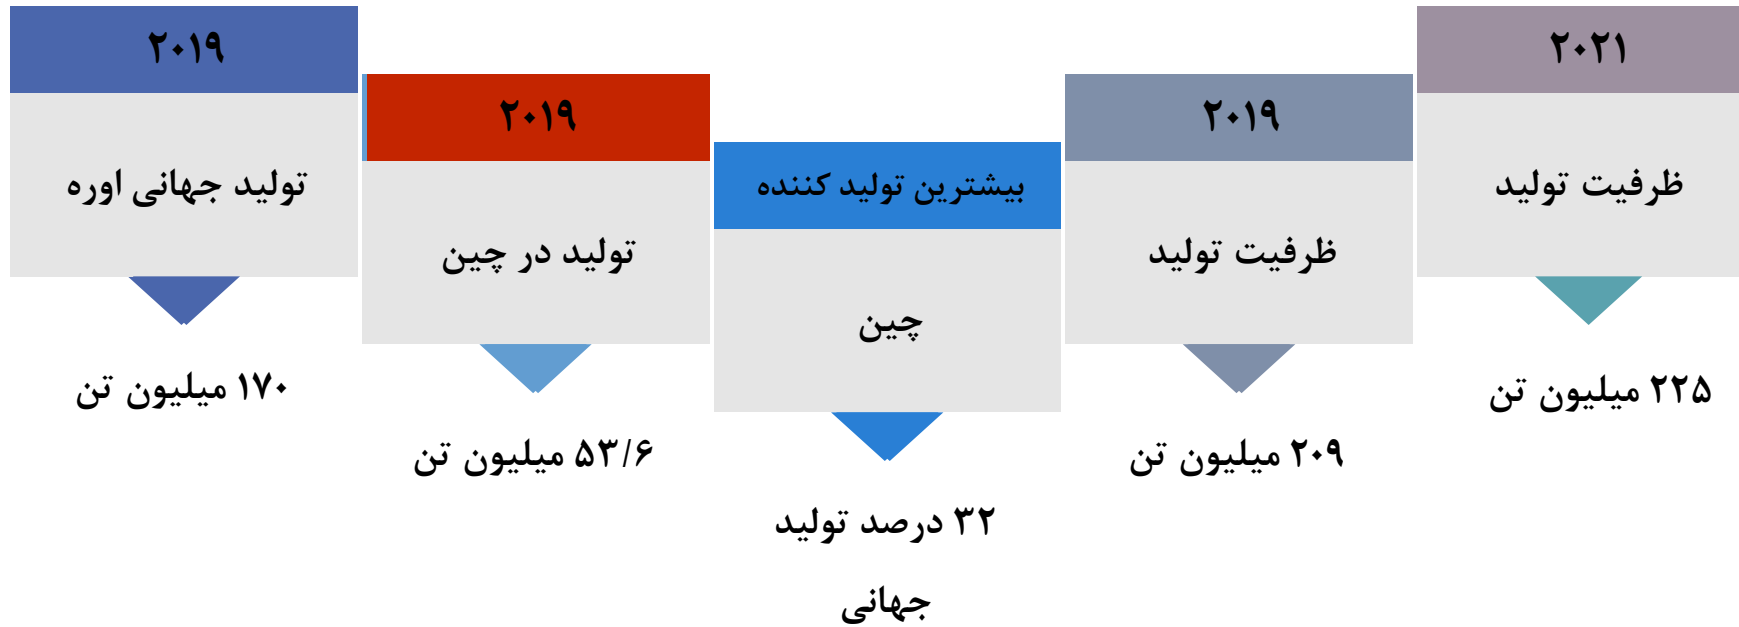 ۲۰۱۹
تولید جهانی اوره
۱۷۰ میلیون تن
۲۰۱۹
تولید در چین
۵۳/۶ میلیون تن
بیشترین تولید کننده
چین
۳۲ درصد تولید
جهانی
۲۰۱۹
ظرفیت تولید
۲۰۹ میلیون تن
۲۰۲۱
ظرفیت تولید
۲۲۵ میلیون تن